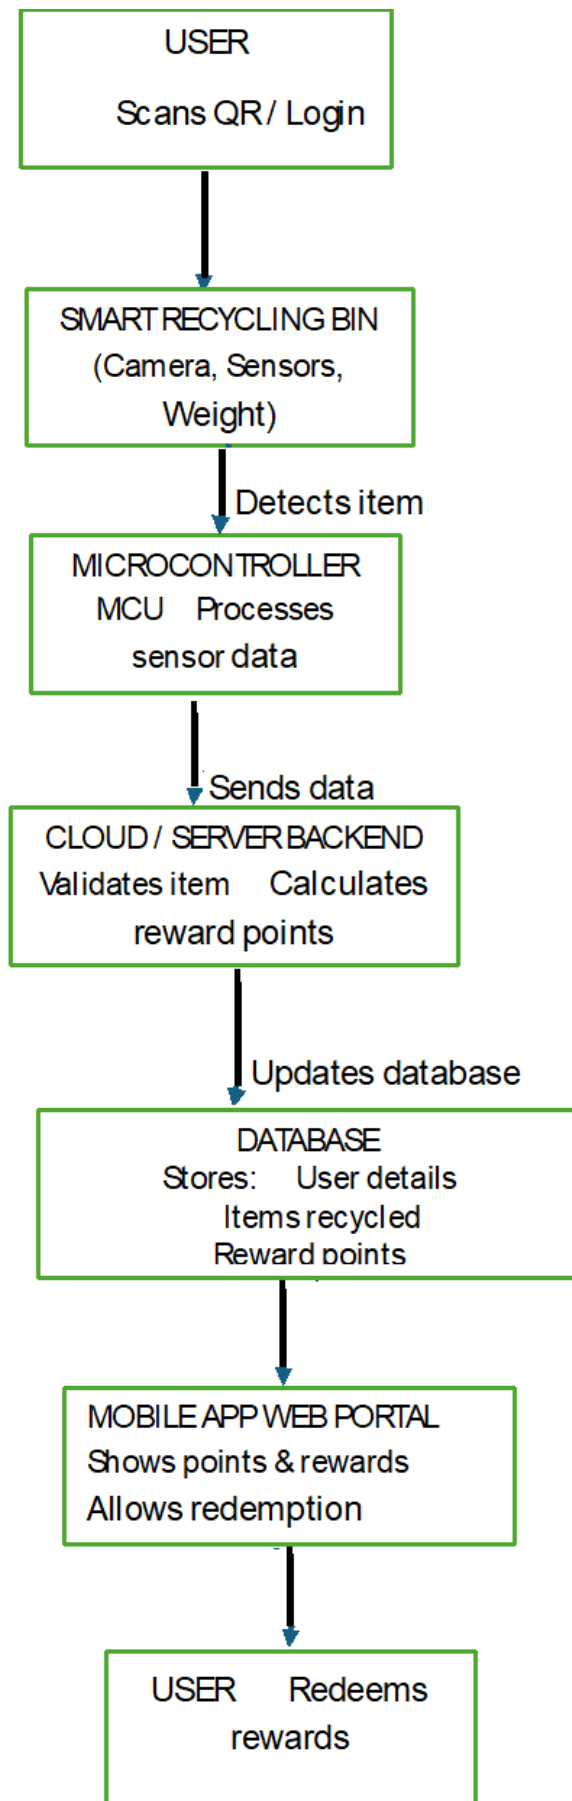 USER
Scans QR / Login
SMART RECYCLING BIN
(Camera, Sensors,
Weight)
Detects item
MICROCONTROLLER
MCU Processes
sensor data
Sends data
CLOUD / SERVER BACKEND
Validates item Calculates
reward points
Updates database
DATABASE
Stores: User details
Items recycled
Reward points
MOBILE APP WEB PORTAL
Shows points & rewards
Allows redemption
USER Redeems
rewards